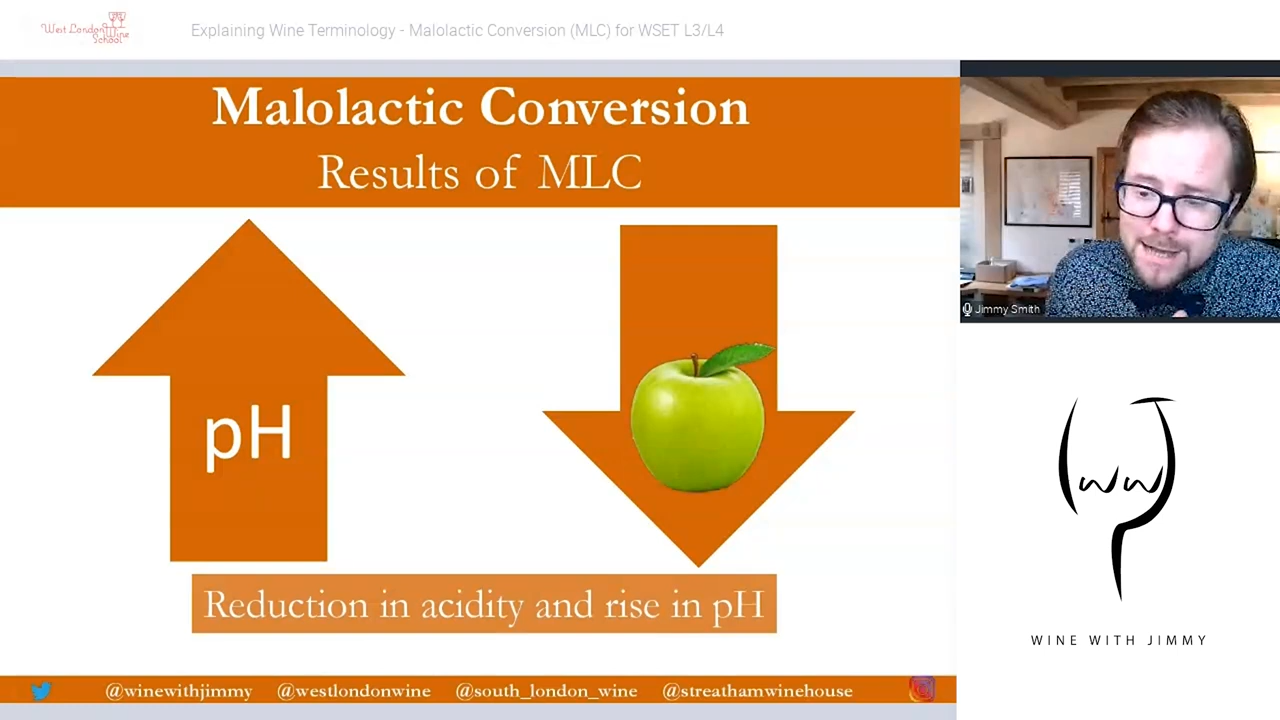 West London Wine School
Explaining Wine Terminology - Malolactic Conversion (MLC) for WSET L3/L4
Malolactic Conversion
Results of MLC
pH
Reduction in acidity and rise in pH
@winewithjimmy @westlondonwine @south_london_wine @streathamwinehouse
Jimmy Smith
ww
WINE WITH JIMMY